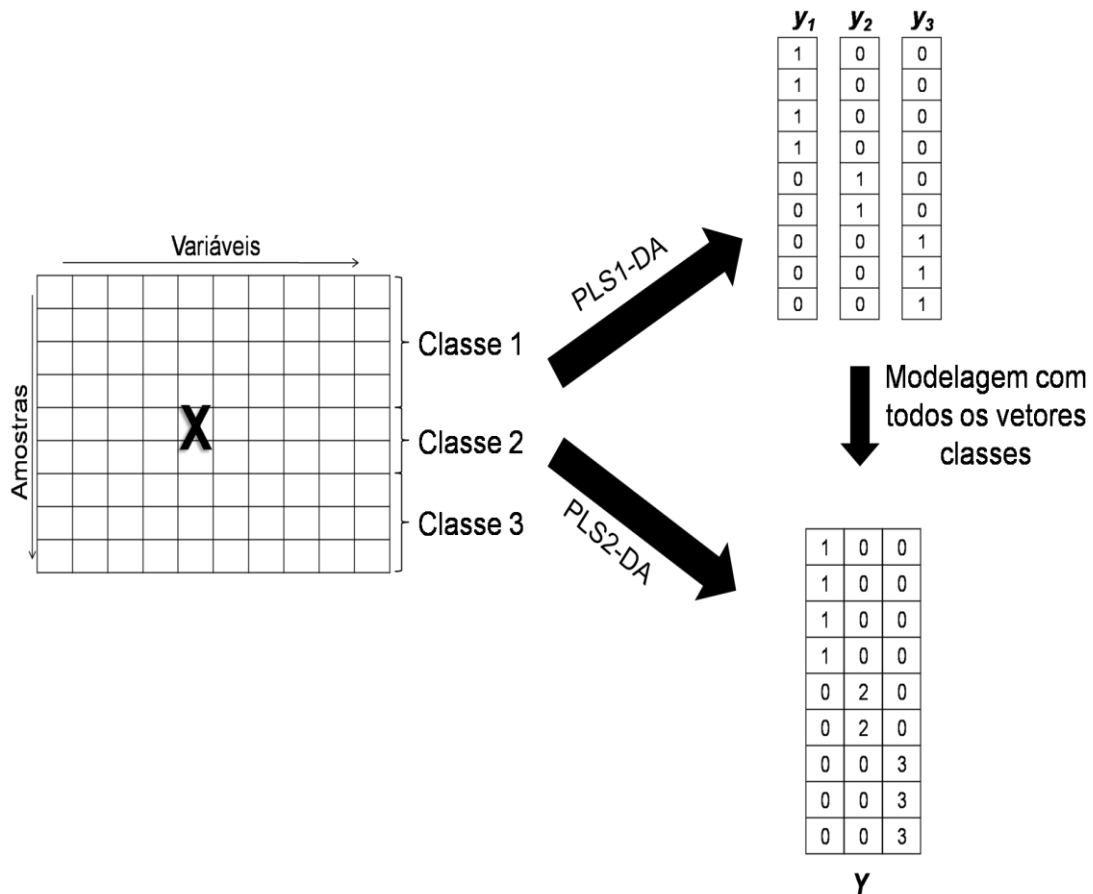 y1 y2 y3
1 0 0
1 0 0
1 0 0
1 0 0
0 1 0
0 1 0
0 0 1
0 0 1
0 0 1
Variáveis
Amostras
X
Classe 1
Classe 2
Classe 3
PLS1-DA
PLS2-DA
Modelagem com
todos os vetores
classes
1 0 0
1 0 0
1 0 0
1 0 0
0 2 0
0 2 0
0 0 3
0 0 3
0 0 3
Y